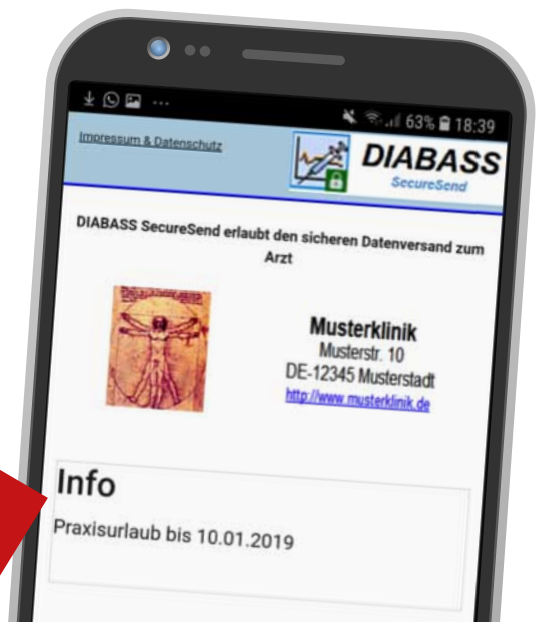 63% 18:39
Impressum & Datenschutz
DIABASS
SecureSend
DIABASS SecureSend erlaubt den sicheren Datenversand zum
Arzt
Musterklinik
Musterstr. 10
DE-12345 Musterstadt
http://www.musterklinik.de
Info
Praxisurlaub bis 10.01.2019